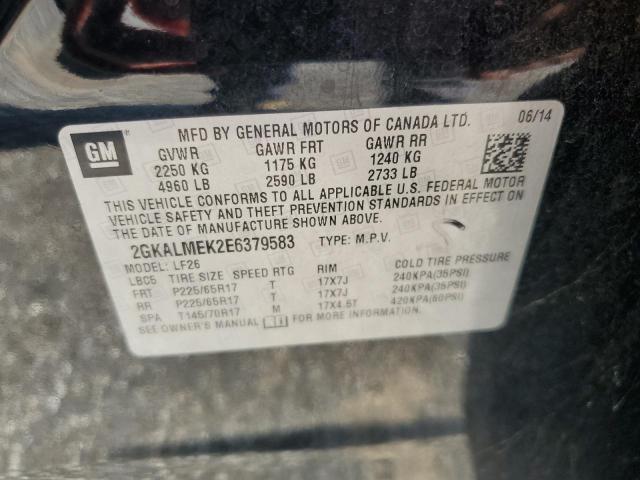 GM
MFD BY GENERAL MOTORS OF CANADA LTD.
06/14
GVWR GAWR FRT GAWR RR
2250 KG 1175 KG 1240 KG
4960 LB 2590 LB 2733 LB
THIS VEHICLE CONFORMS TO ALL APPLICABLE U.S. FEDERAL MOTOR
VEHICLE SAFETY AND THEFT PREVENTION STANDARDS IN EFFECT ON
THE DATE OF MANUFACTURE SHOWN ABOVE.
2GKALMEK2E6379583 TYPE: M.P.V.
MODEL: LF26
LBC5 TIRE SIZE SPEED RTG RIM COLD TIRE PRESSURE
FRT P225/65R17 T 17X7J 240KPA(35PSI)
RR P225/65R17 T 17X7J 240KPA(35PSI)
SPA T145/70R17 M 17X4.5T 420KPA(60PSI)
SEE OWNER'S MANUAL FOR MORE INFORMATION.